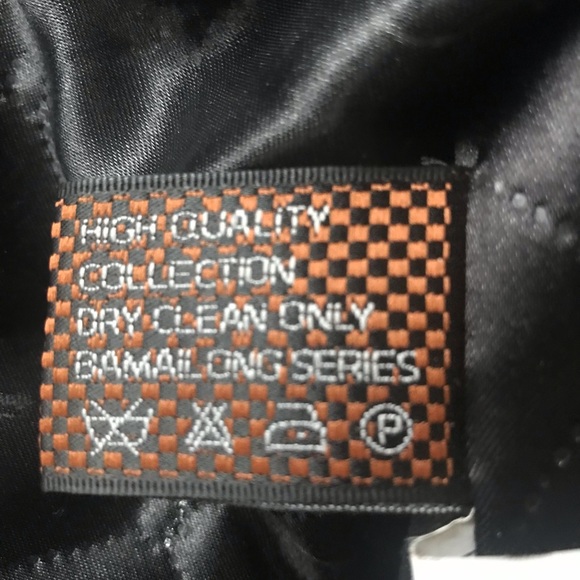 HIGH QUALITY
COLLECTION
DRY CLEAN ONLY
BAMAILONG SERIES
P